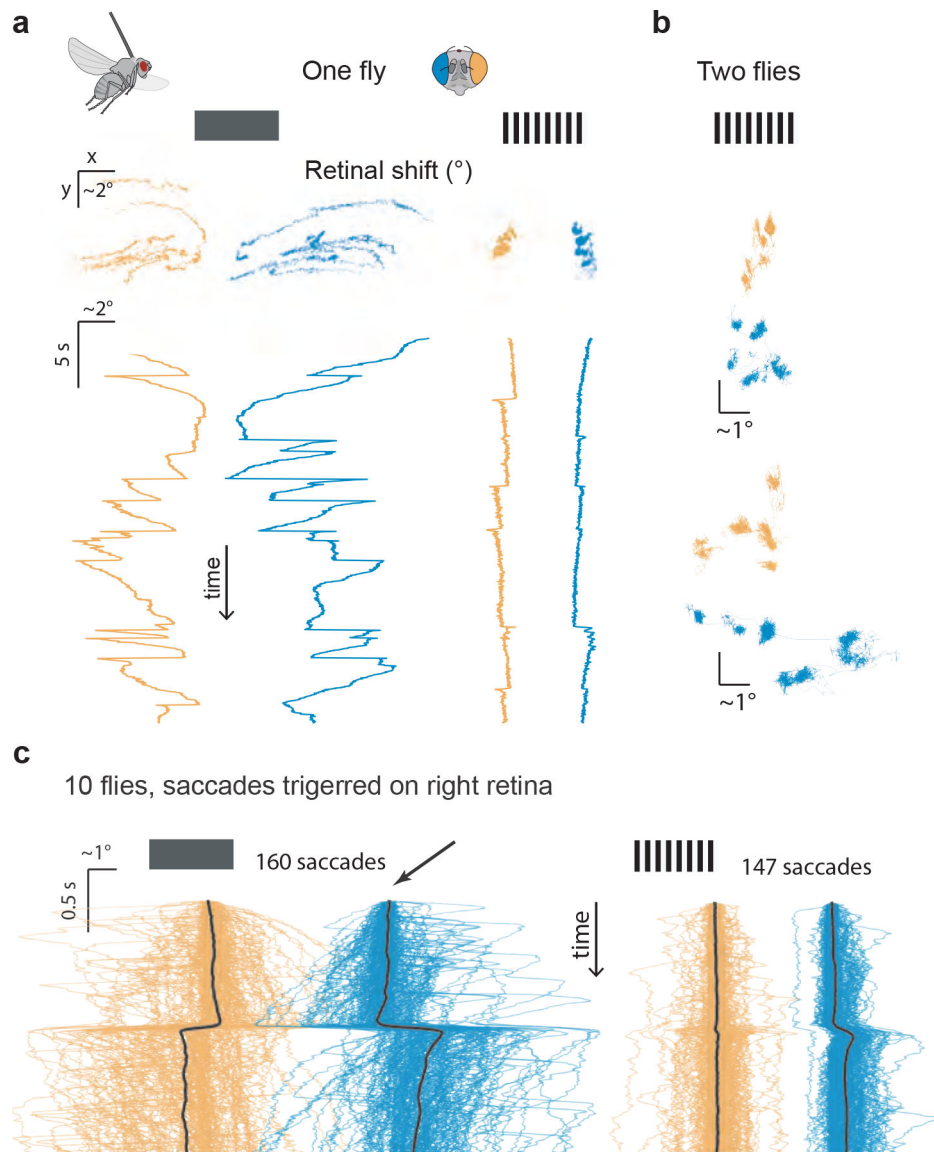 a
b
One fly
Two flies
Retinal shift (°)
x
y
~2°
~2°
5 s
time
~1°
~1°
c
10 flies, saccades trigerred on right retina
~1°
0.5 s
160 saccades
time
147 saccades